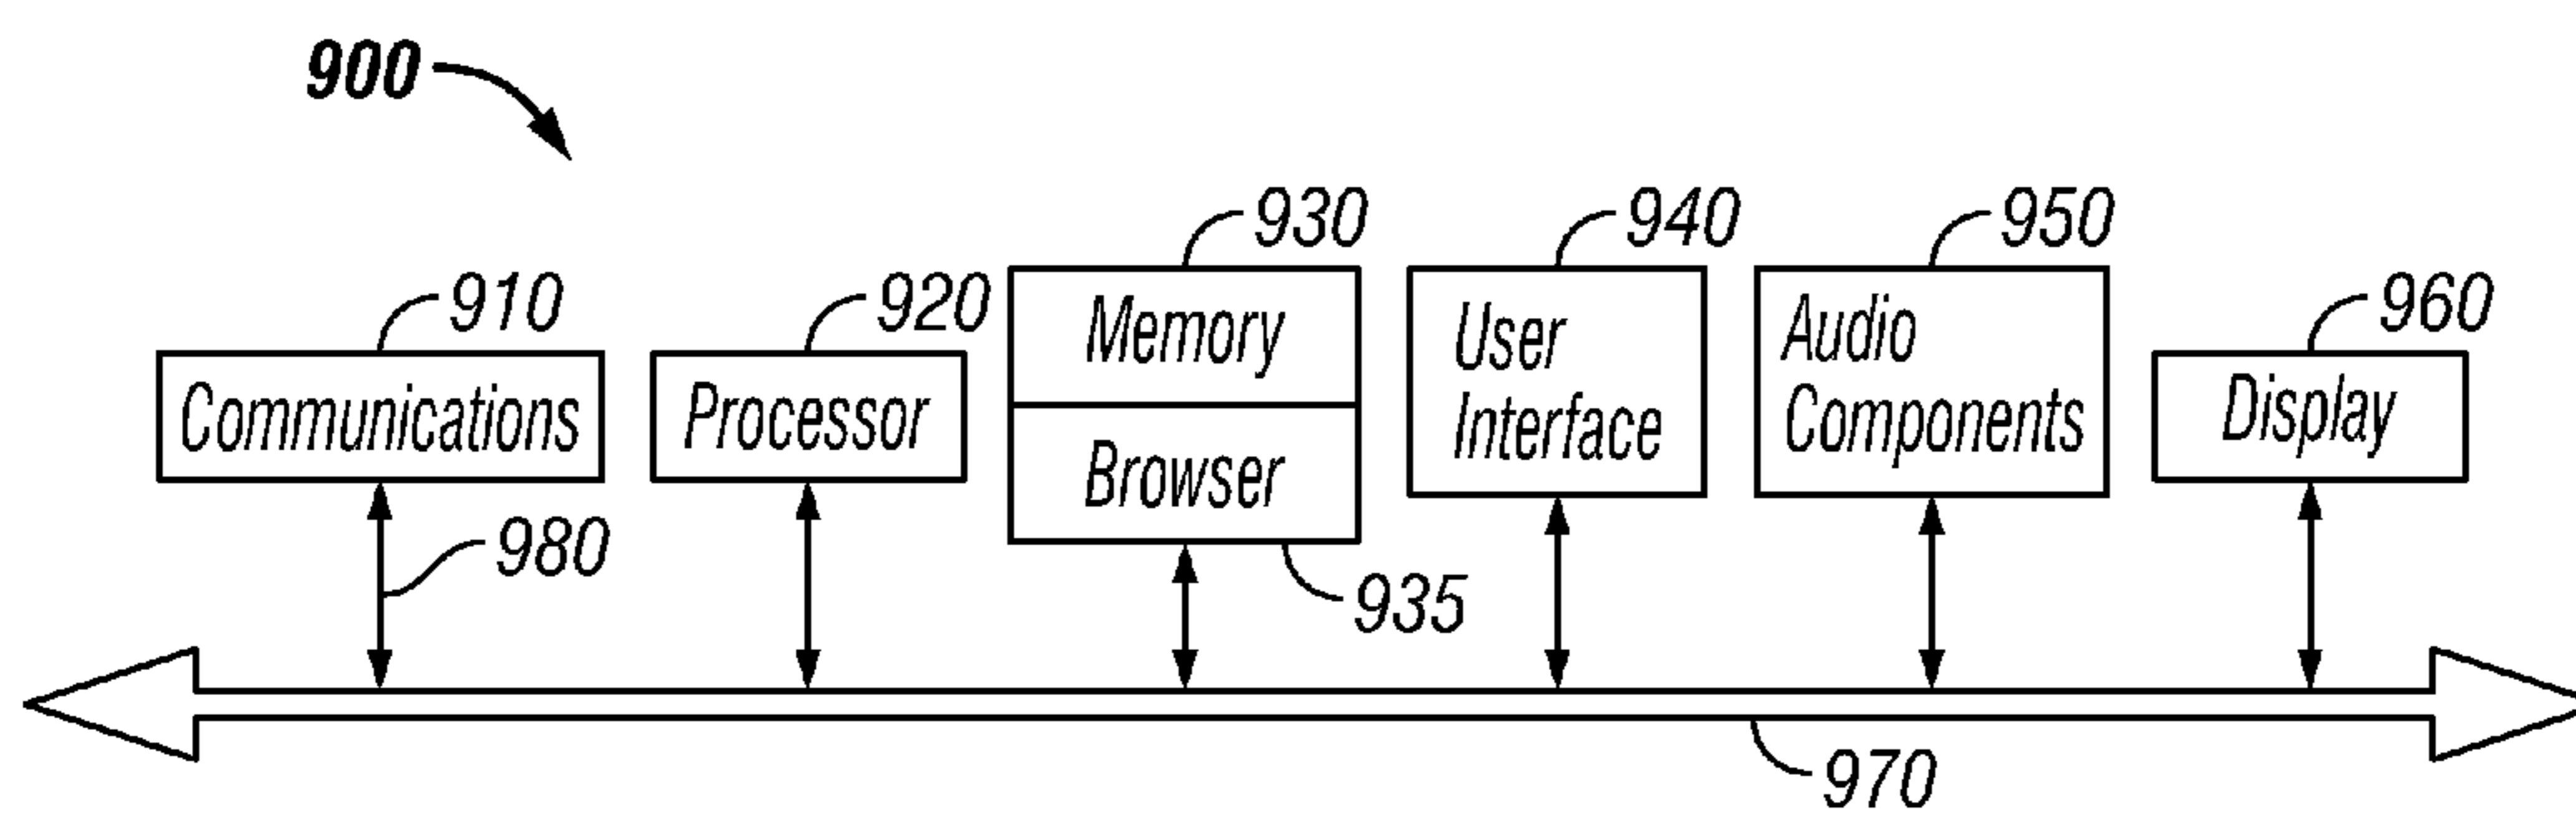 900
930
940
950
910
920
960
Memory
User
Interface
Audio
Components
Communications
Processor
Display
Browser
980
935
970